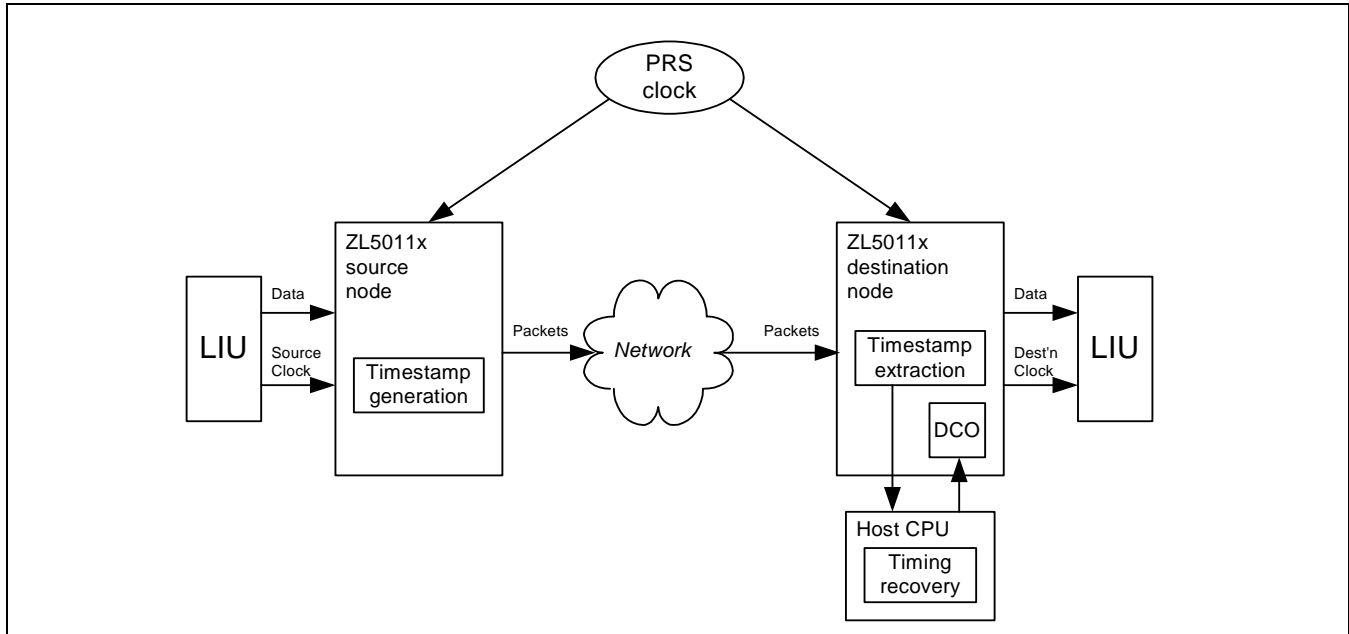 PRS
clock
ZL5011x
source
node
Timestamp
generation
LIU
Data
Source
Clock
Packets
Network
Packets
ZL5011x
destination
node
Timestamp
extraction
DCO
Data
Dest'n
Clock
LIU
Host CPU
Timing
recovery